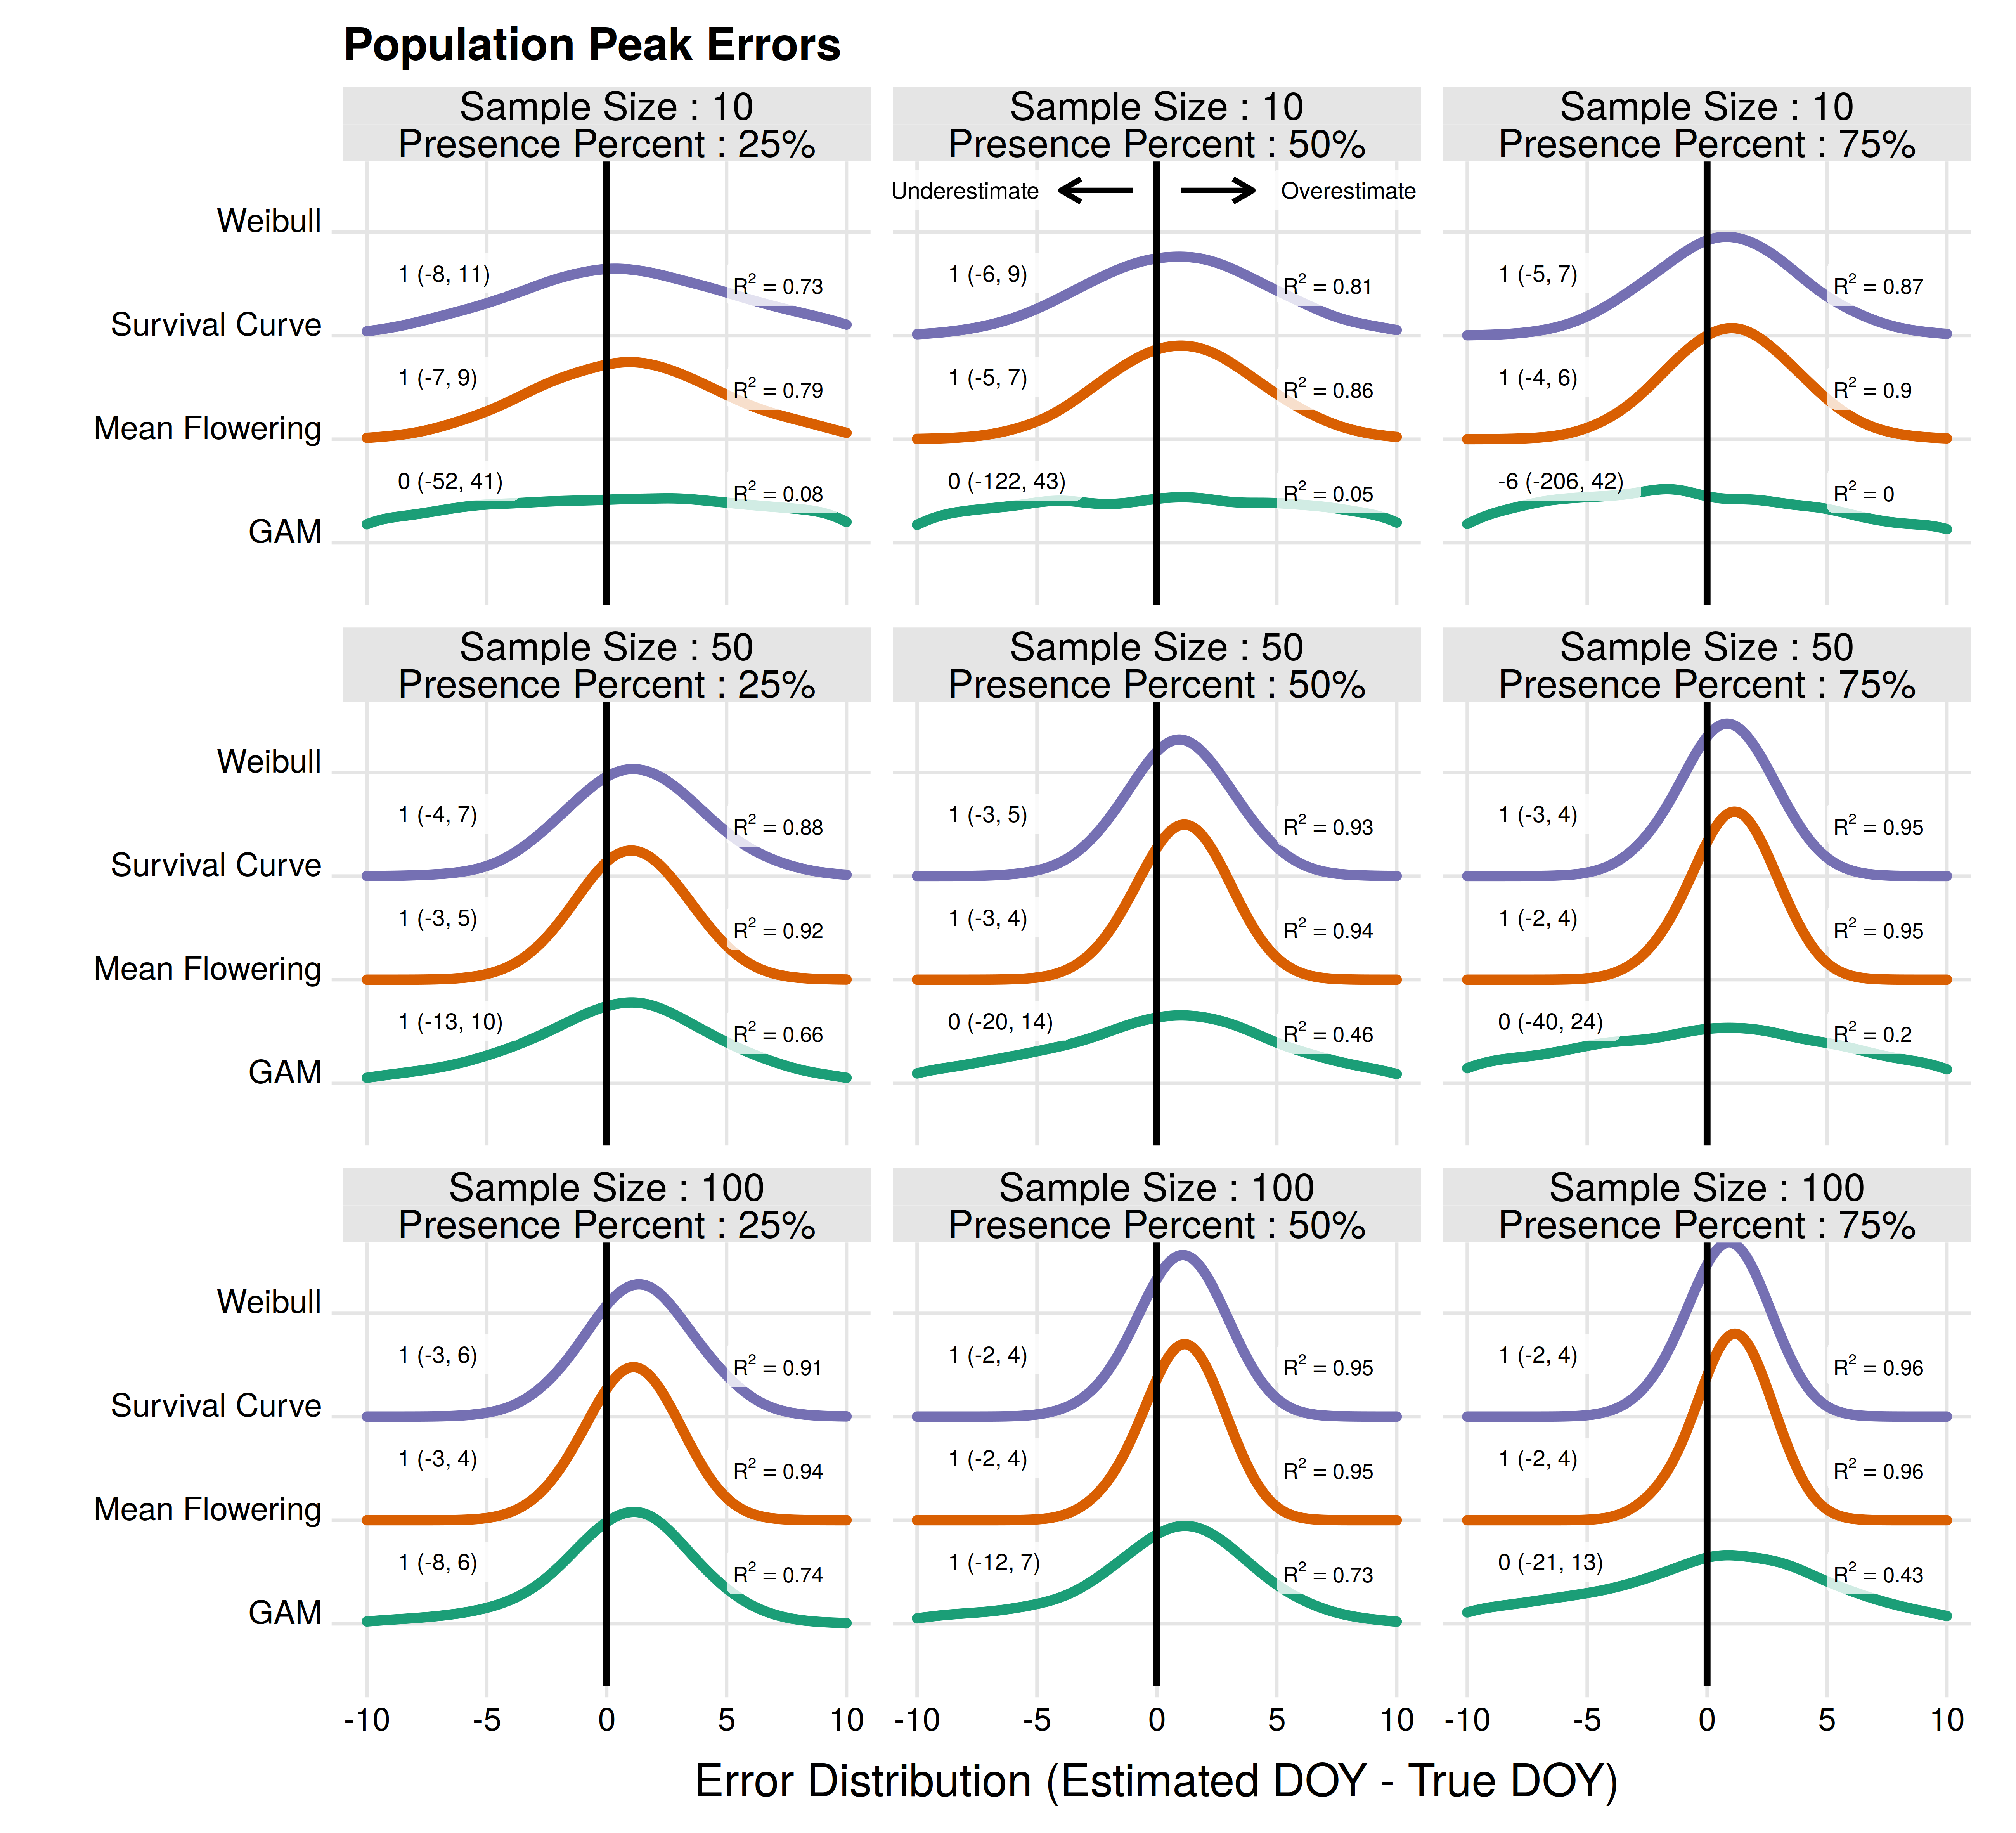 Population Peak Errors
Sample Size : 10
Presence Percent : 25%
Sample Size : 10
Presence Percent : 50%
Sample Size : 10
Presence Percent : 75%
Underestimate
Overestimate
Weibull
1 (-8, 11)
R² = 0.73
1 (-6, 9)
R² = 0.81
1 (-5, 7)
R² = 0.87
Survival Curve
1 (-7, 9)
R² = 0.79
1 (-5, 7)
R² = 0.86
1 (-4, 6)
R² = 0.9
Mean Flowering
0 (-52, 41)
R² = 0.08
0 (-122, 43)
R² = 0.05
-6 (-206, 42)
R² = 0
GAM
Sample Size : 50
Presence Percent : 25%
Sample Size : 50
Presence Percent : 50%
Sample Size : 50
Presence Percent : 75%
Weibull
1 (-4, 7)
R² = 0.88
1 (-3, 5)
R² = 0.93
1 (-3, 4)
R² = 0.95
Survival Curve
1 (-3, 5)
R² = 0.92
1 (-3, 4)
R² = 0.94
1 (-2, 4)
R² = 0.95
Mean Flowering
1 (-13, 10)
R² = 0.66
0 (-20, 14)
R² = 0.46
0 (-40, 24)
R² = 0.2
GAM
Sample Size : 100
Presence Percent : 25%
Sample Size : 100
Presence Percent : 50%
Sample Size : 100
Presence Percent : 75%
Weibull
1 (-3, 6)
R² = 0.91
1 (-2, 4)
R² = 0.95
1 (-2, 4)
R² = 0.96
Survival Curve
1 (-3, 4)
R² = 0.94
1 (-2, 4)
R² = 0.95
1 (-2, 4)
R² = 0.96
Mean Flowering
1 (-8, 6)
R² = 0.74
1 (-12, 7)
R² = 0.73
0 (-21, 13)
R² = 0.43
GAM
-10 -5 0 5 10
-10 -5 0 5 10
-10 -5 0 5 10
Error Distribution (Estimated DOY - True DOY)